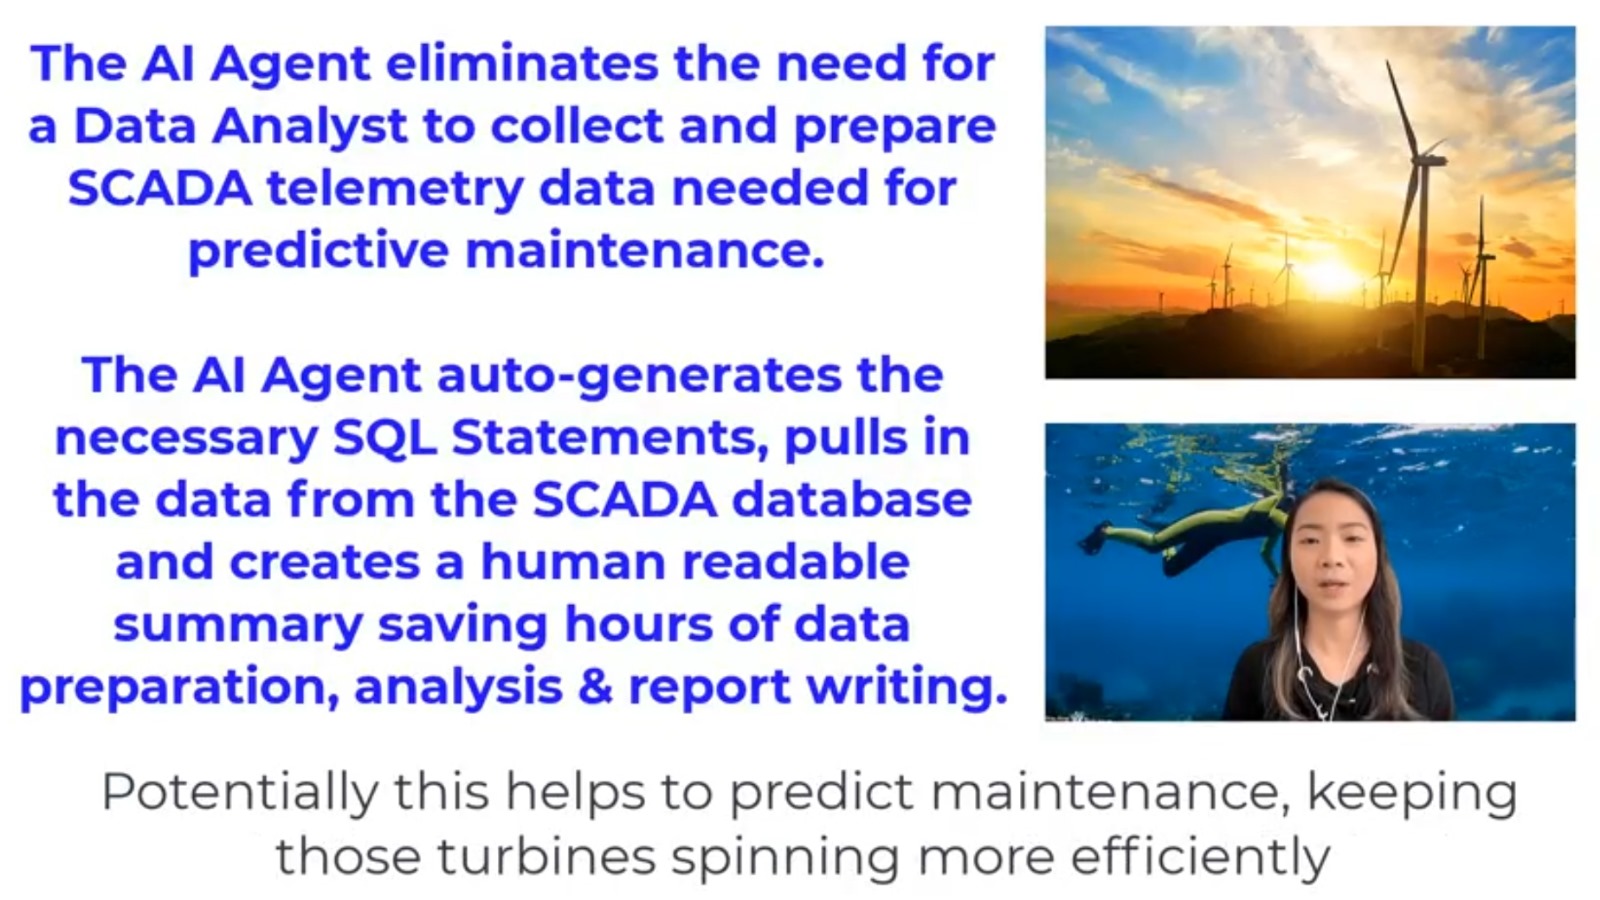 The AI Agent eliminates the need for
a Data Analyst to collect and prepare
SCADA telemetry data needed for
predictive maintenance.
The AI Agent auto-generates the
necessary SQL Statements, pulls in
the data from the SCADA database
and creates a human readable
summary saving hours of data
preparation, analysis & report writing.
Potentially this helps to predict maintenance, keeping
those turbines spinning more efficiently